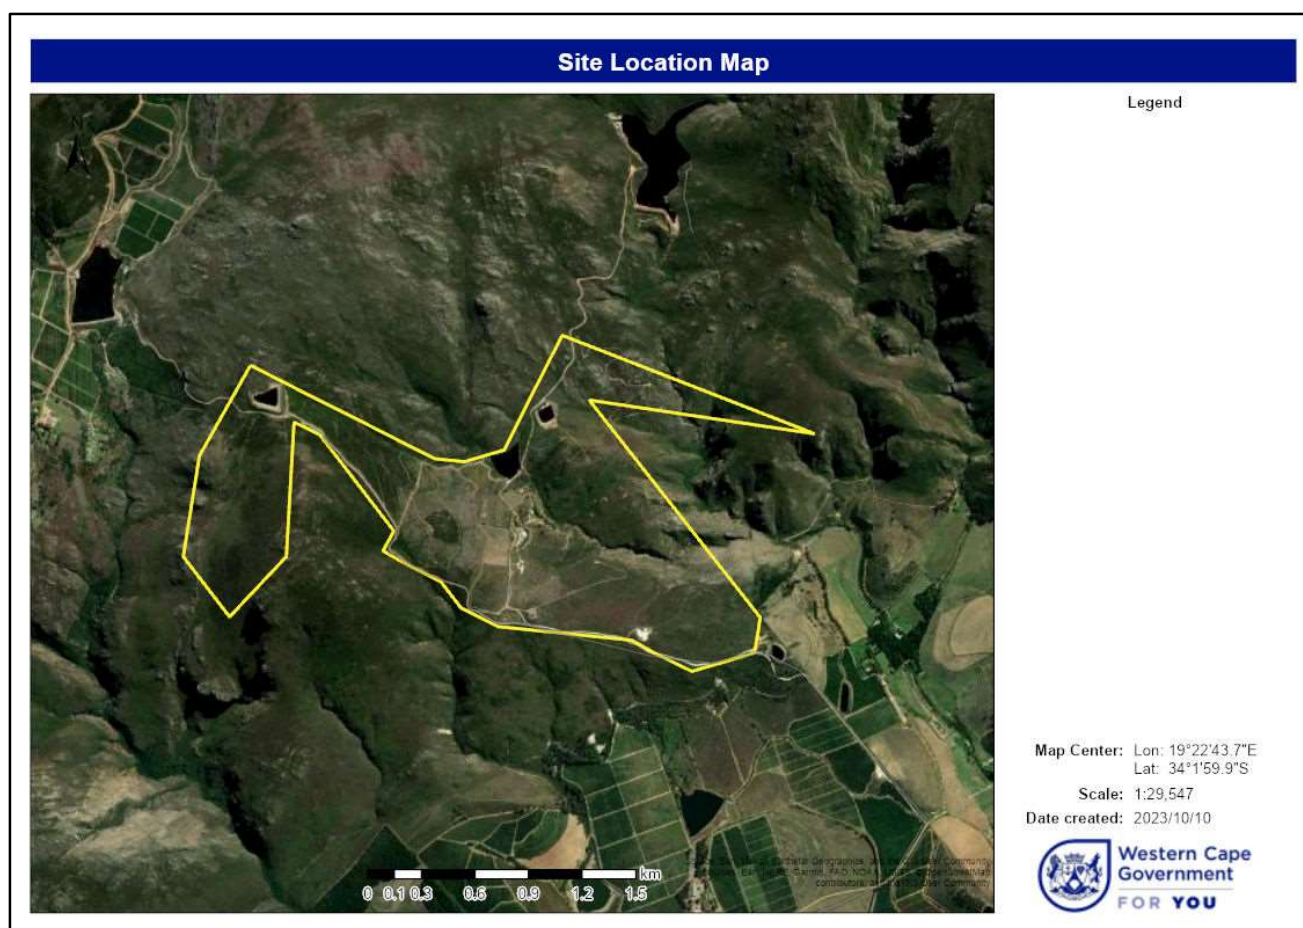 Site Location Map
Legend
N
Map Center: Lon: 19°22'43.7"E
Lat: 34°1'59.9"S
Scale: 1:29,547
Date created: 2023/10/10
km
0 0.1 0.3 0.6 0.9 1.2 1.5
Western Cape
Government
FOR YOU